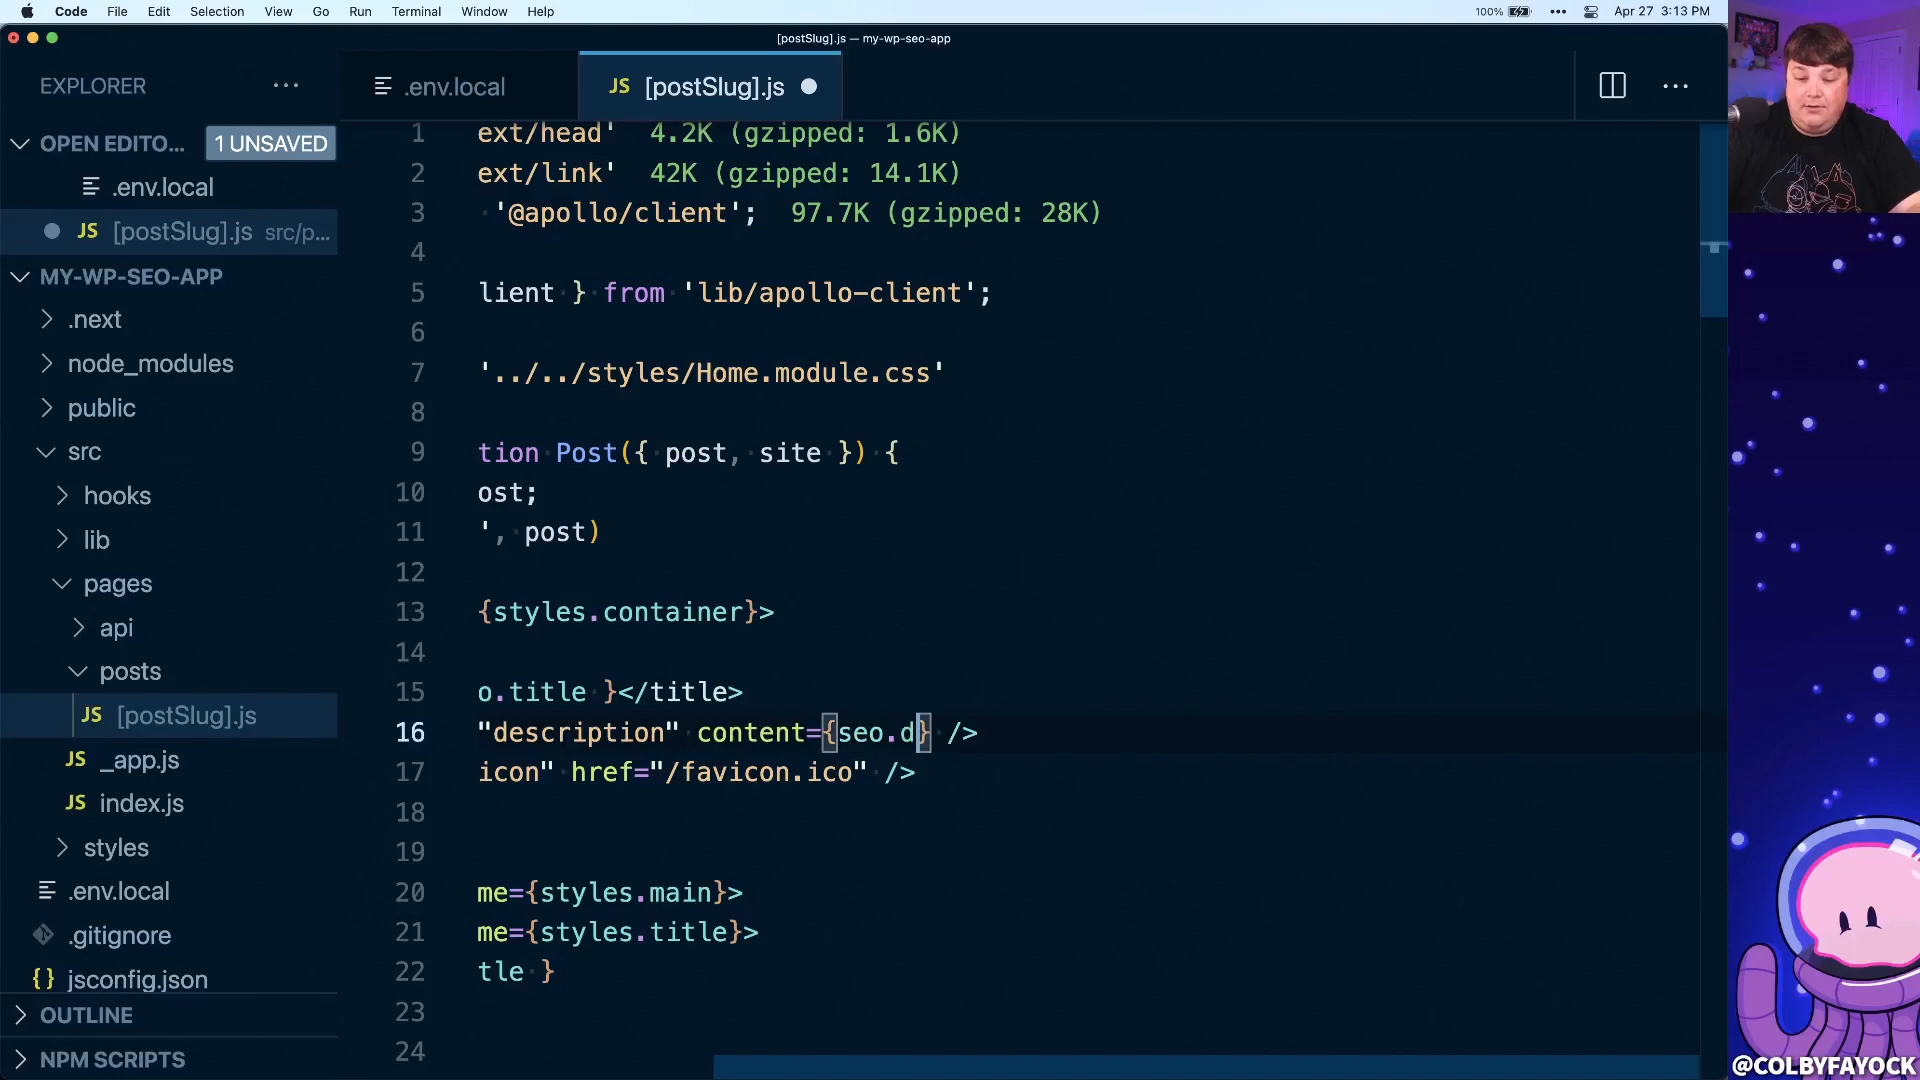 Code File Edit Selection View Go Run Terminal Window Help 100% Apr 27 3:13 PM
[postSlug].js — my-wp-seo-app
EXPLORER
.env.local
JS [postSlug].js
OPEN EDITO... 1 UNSAVED
.env.local
JS [postSlug].js src/p...
MY-WP-SEO-APP
.next
node_modules
public
src
hooks
lib
pages
api
posts
JS [postSlug].js
JS _app.js
JS index.js
styles
.env.local
.gitignore
{} jsconfig.json
OUTLINE
NPM SCRIPTS
1 ext/head' 4.2K (gzipped: 1.6K)
2 ext/link' 42K (gzipped: 14.1K)
3 '@apollo/client'; 97.7K (gzipped: 28K)
4
5 lient } from 'lib/apollo-client';
6
7 '../../styles/Home.module.css'
8
9 tion Post({ post, site }) {
10 ost;
11 ', post)
12
13 {styles.container}>
14
15 o.title }</title>
16 "description" content={seo.d} />
17 icon" href="/favicon.ico" />
18
19
20 me={styles.main}>
21 me={styles.title}>
22 tle }
23
24
@COLBYFAYOCK